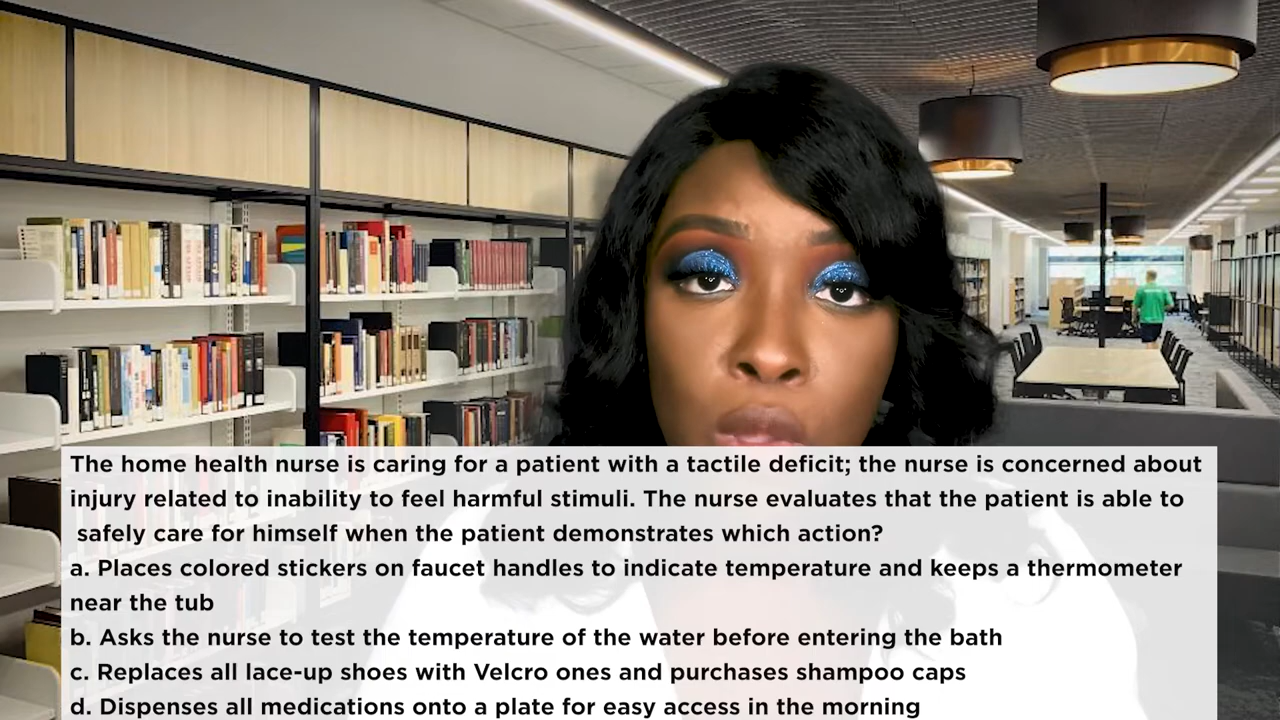 The home health nurse is caring for a patient with a tactile deficit; the nurse is concerned about
injury related to inability to feel harmful stimuli. The nurse evaluates that the patient is able to
safely care for himself when the patient demonstrates which action?
a. Places colored stickers on faucet handles to indicate temperature and keeps a thermometer
near the tub
b. Asks the nurse to test the temperature of the water before entering the bath
c. Replaces all lace-up shoes with Velcro ones and purchases shampoo caps
d. Dispenses all medications onto a plate for easy access in the morning